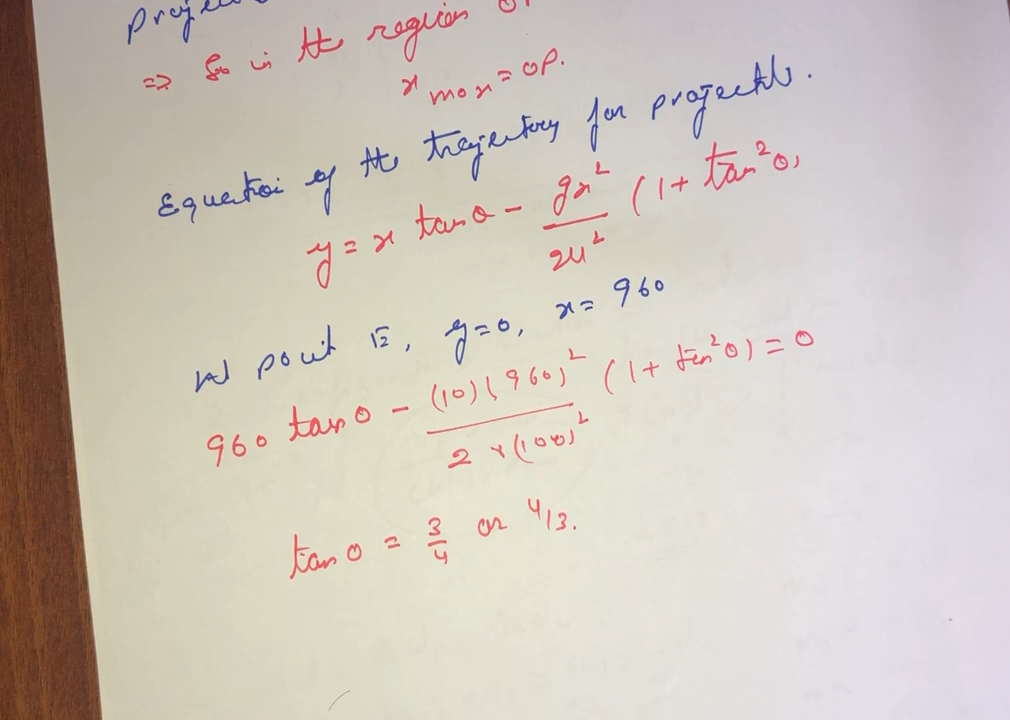 ⇒ So in the region
x max = OP.
Equation of the trajectory for projectile.
y = x tan θ - gx² / 2u² (1 + tan²θ)
At point E, y=0, x= 960
960 tan θ - (10)(960)² / 2 × (100)² (1 + tan²θ) = 0
tan θ = 3/4 or 4/3.